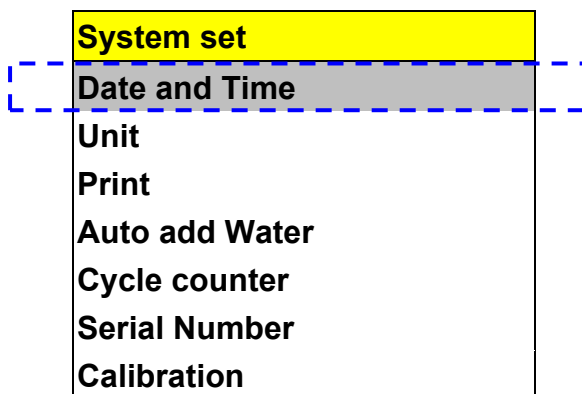 System set
Date and Time
Unit
Print
Auto add Water
Cycle counter
Serial Number
Calibration